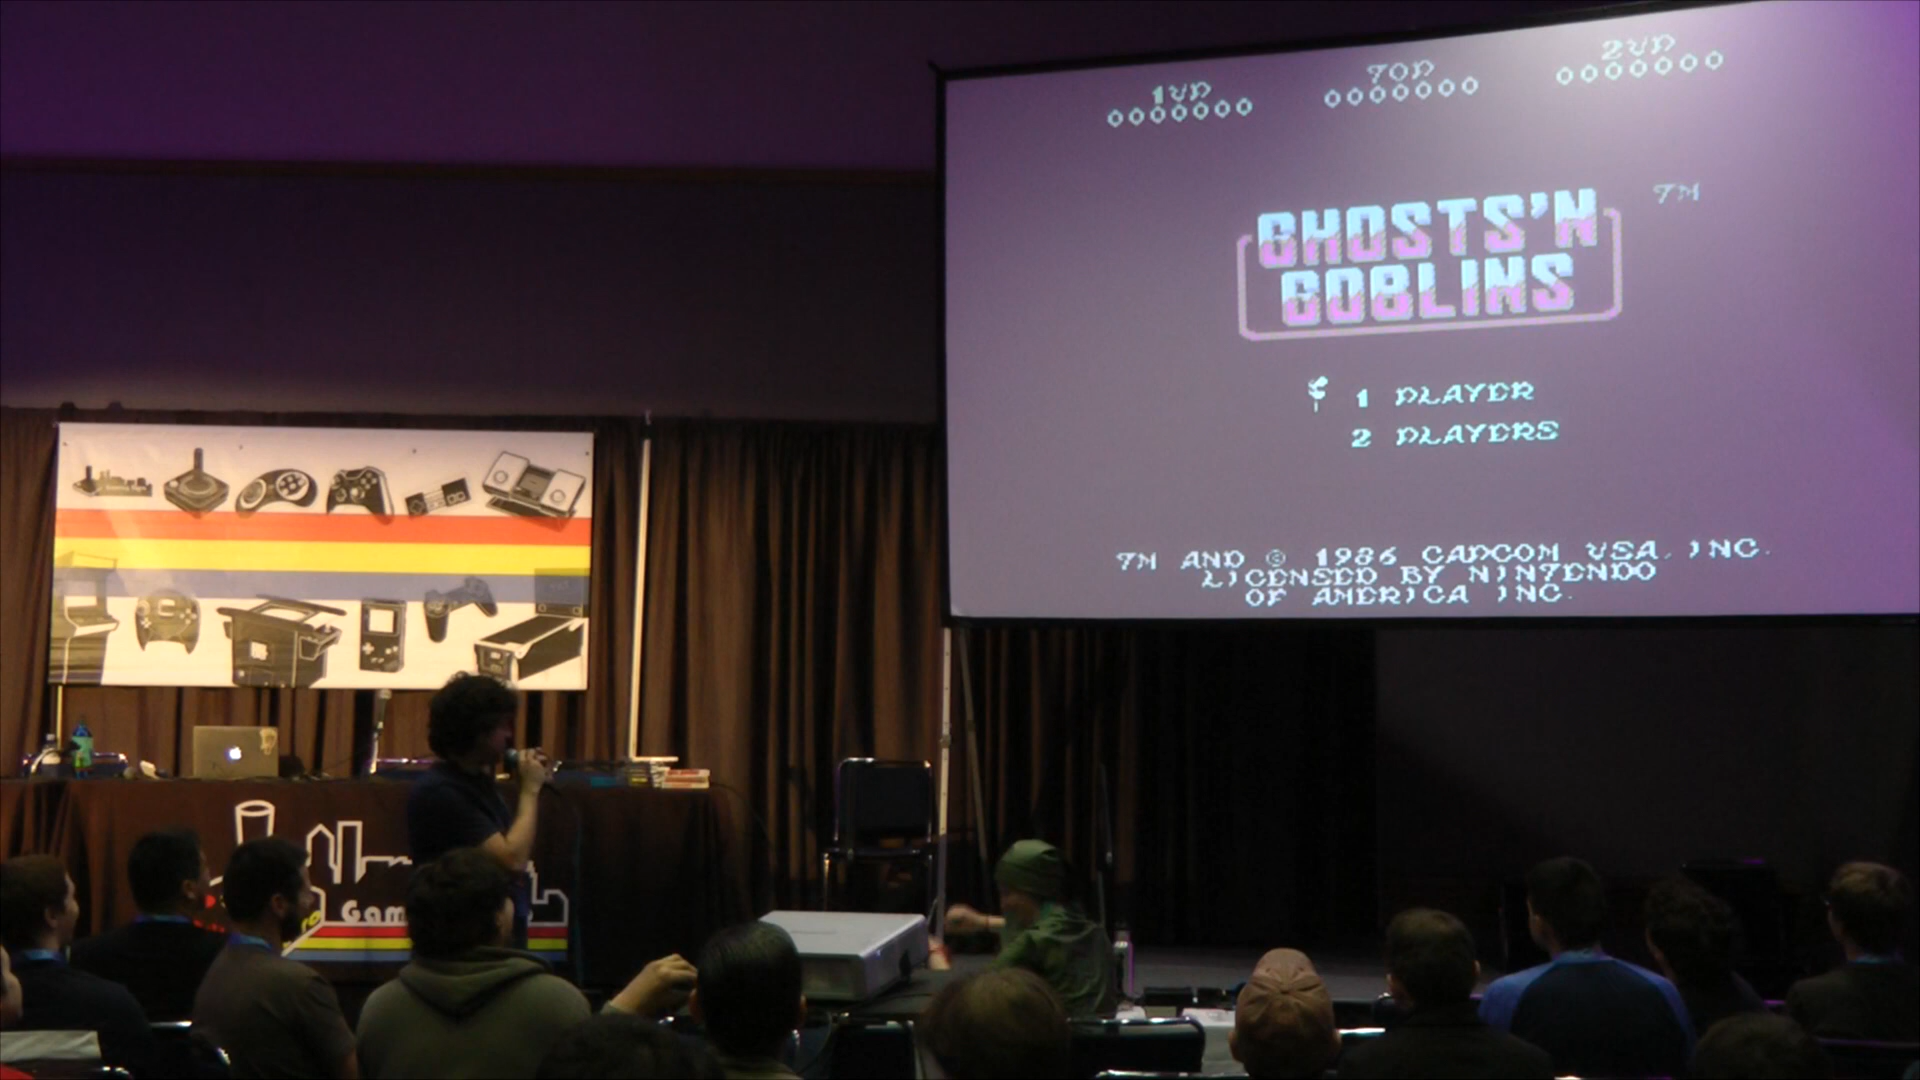 1UP
TOP
2UP
0000000
0000000
0000000
GHOSTS'N
GOBLINS
TM
1 PLAYER
2 PLAYERS
TM AND © 1986 CAPCOM USA, INC.
LICENSED BY NINTENDO
OF AMERICA INC.